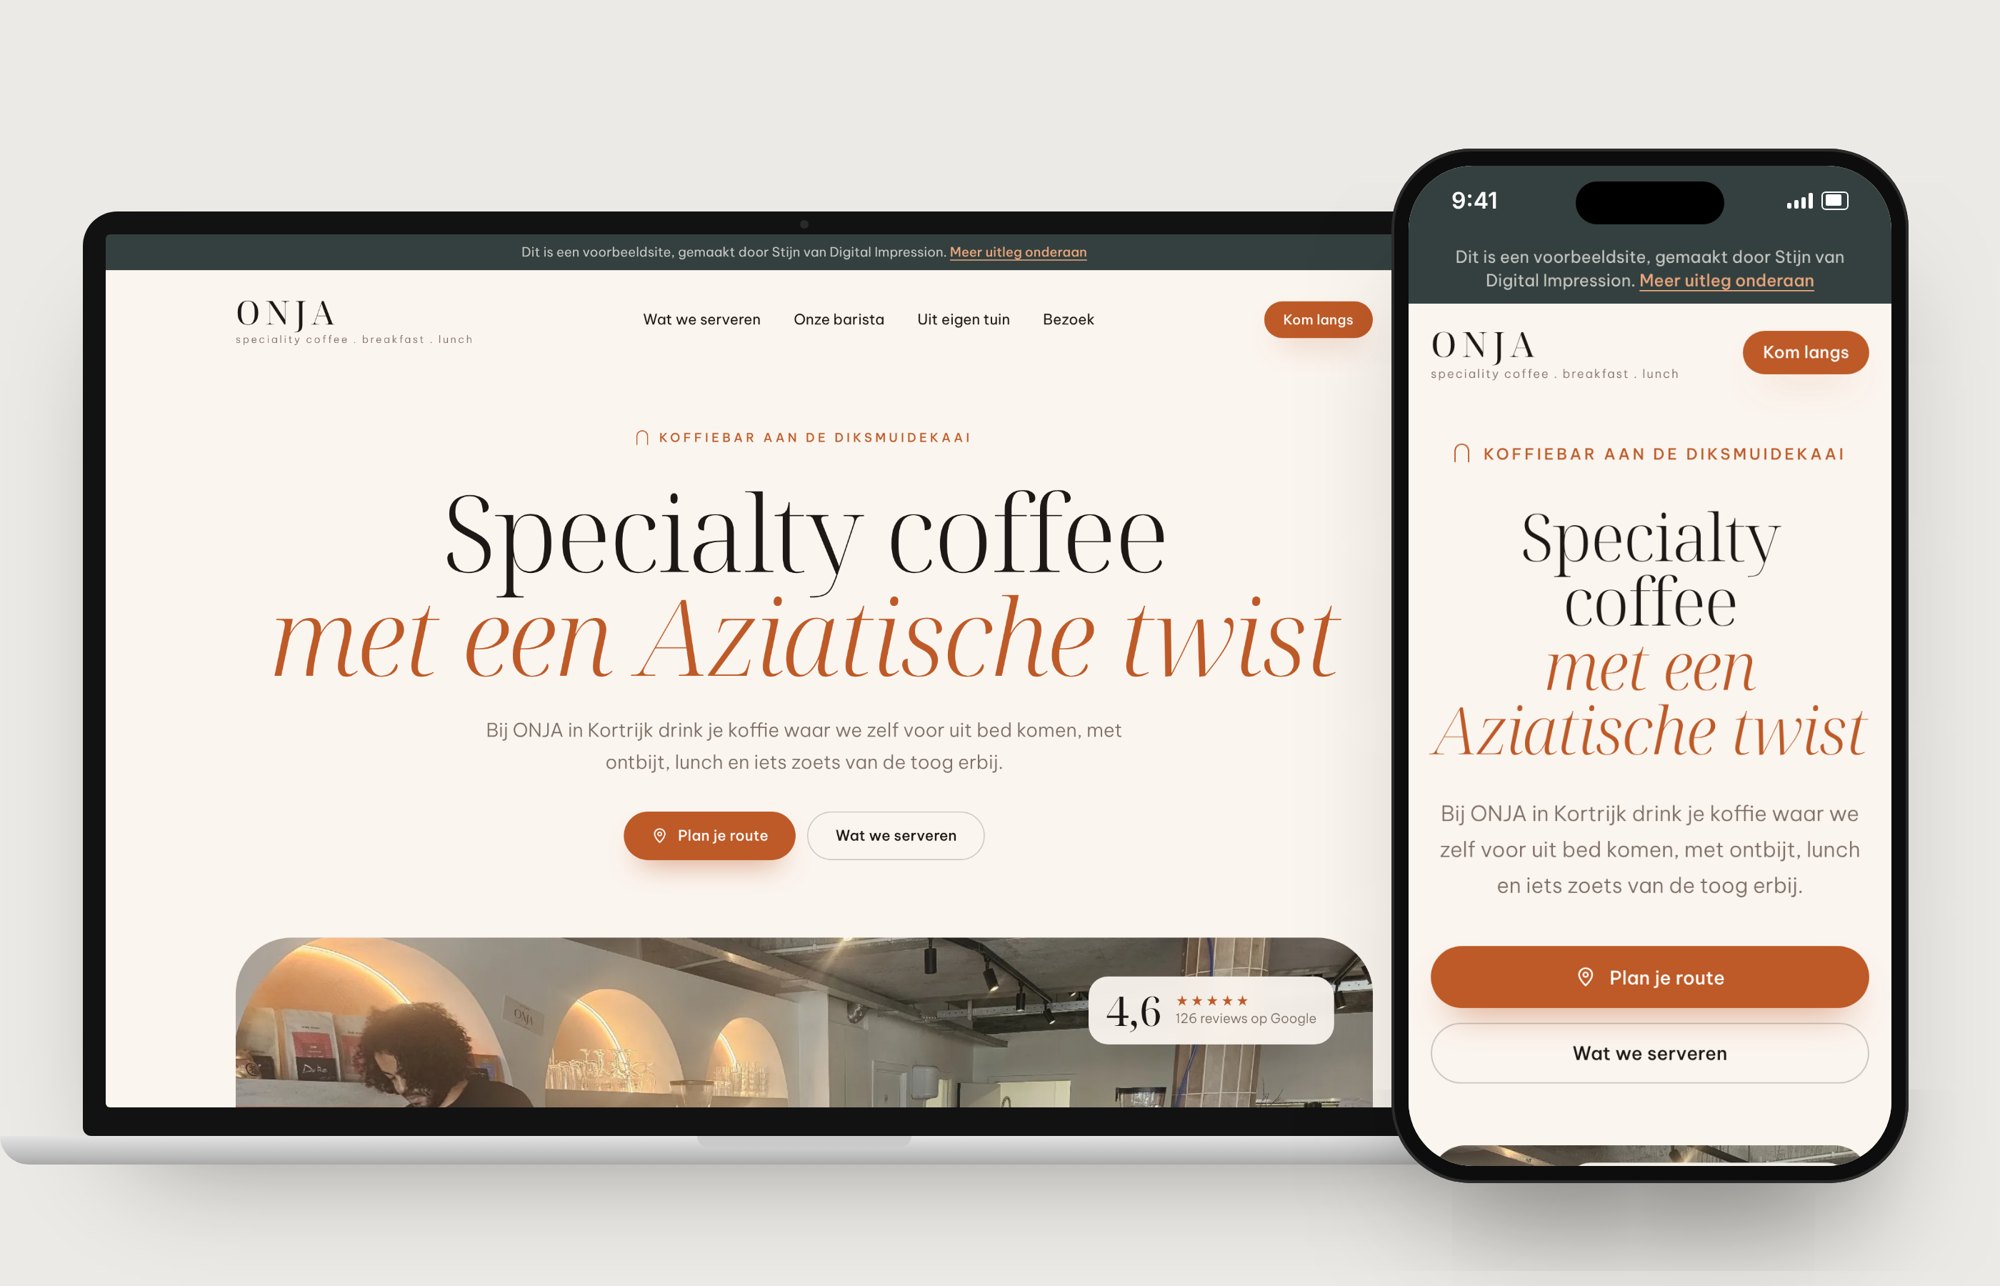 Dit is een voorbeeldsite, gemaakt door Stijn van Digital Impression. Meer uitleg onderaan
ONJA
speciality coffee . breakfast . lunch
Wat we serveren
Onze barista
Uit eigen tuin
Bezoek
Kom langs
KOFFIEBAR AAN DE DIKSMUIDEKAAI
Specialty coffee
met een Aziatische twist
Bij ONJA in Kortrijk drink je koffie waar we zelf voor uit bed komen, met
ontbijt, lunch en iets zoets van de toog erbij.
Plan je route
Wat we serveren
ONJA
4,6
★★★★★
126 reviews op Google
9:41
Dit is een voorbeeldsite, gemaakt door Stijn van
Digital Impression. Meer uitleg onderaan
ONJA
speciality coffee . breakfast . lunch
Kom langs
KOFFIEBAR AAN DE DIKSMUIDEKAAI
Specialty
coffee
met een
Aziatische twist
Bij ONJA in Kortrijk drink je koffie waar we
zelf voor uit bed komen, met ontbijt, lunch
en iets zoets van de toog erbij.
Plan je route
Wat we serveren